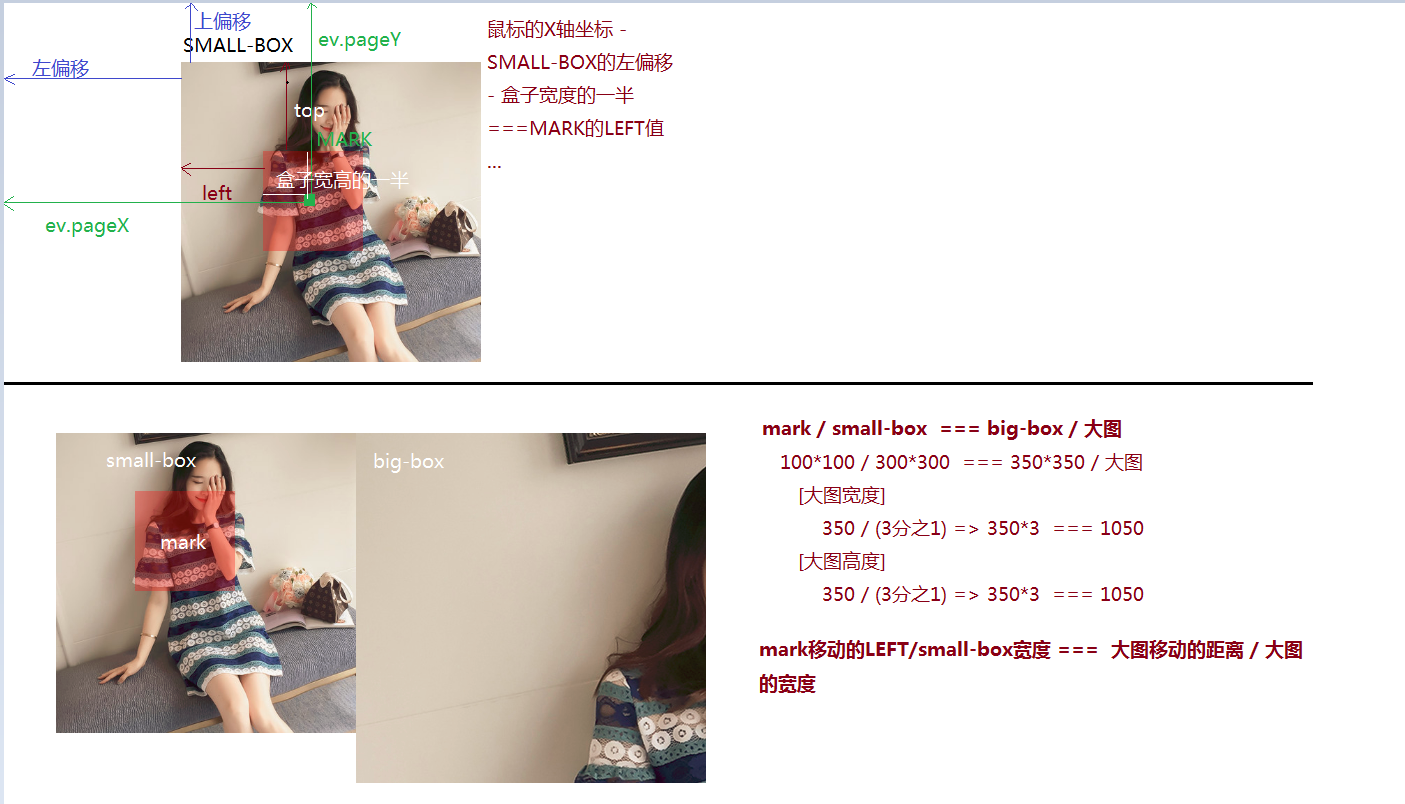 上偏移
SMALL-BOX
ev.pageY
左偏移
top
MARK
盒子宽高的一半
left
ev.pageX
鼠标的X轴坐标 -
SMALL-BOX的左偏移
- 盒子宽度的一半
===MARK的LEFT值
...
small-box
mark
big-box
mark / small-box === big-box / 大图
100*100 / 300*300 === 350*350 / 大图
[大图宽度]
350 / (3分之1) => 350*3 === 1050
[大图高度]
350 / (3分之1) => 350*3 === 1050
mark移动的LEFT/small-box宽度 === 大图移动的距离 / 大图
的宽度